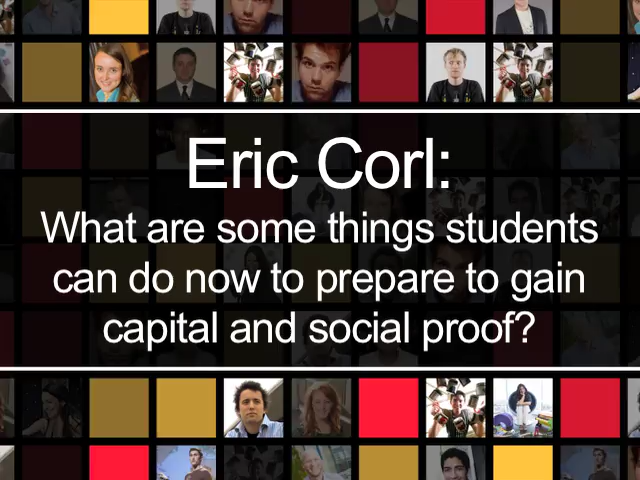 Eric Corl:
What are some things students
can do now to prepare to gain
capital and social proof?